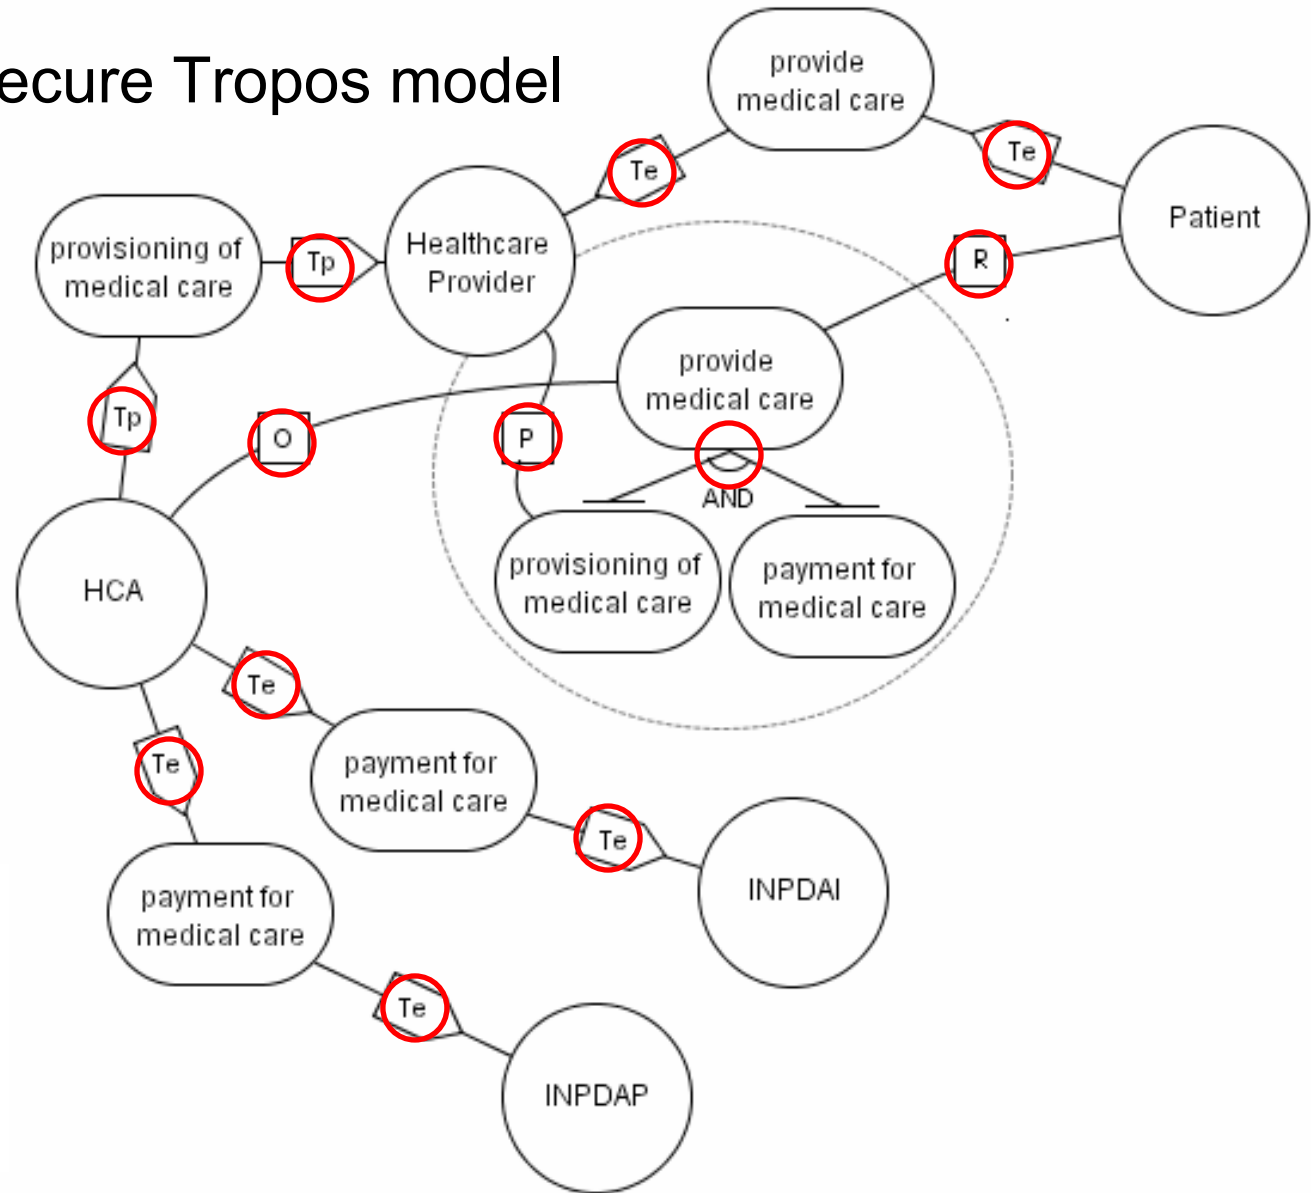 ecure Tropos model
provide
medical care
Te
Te
Patient
provisioning of
medical care
Tp
Healthcare
Provider
R
provide
medical care
Tp
O
P
AND
HCA
provisioning of
medical care
payment for
medical care
Te
Te
payment for
medical care
Te
INPDAI
payment for
medical care
Te
INPDAP